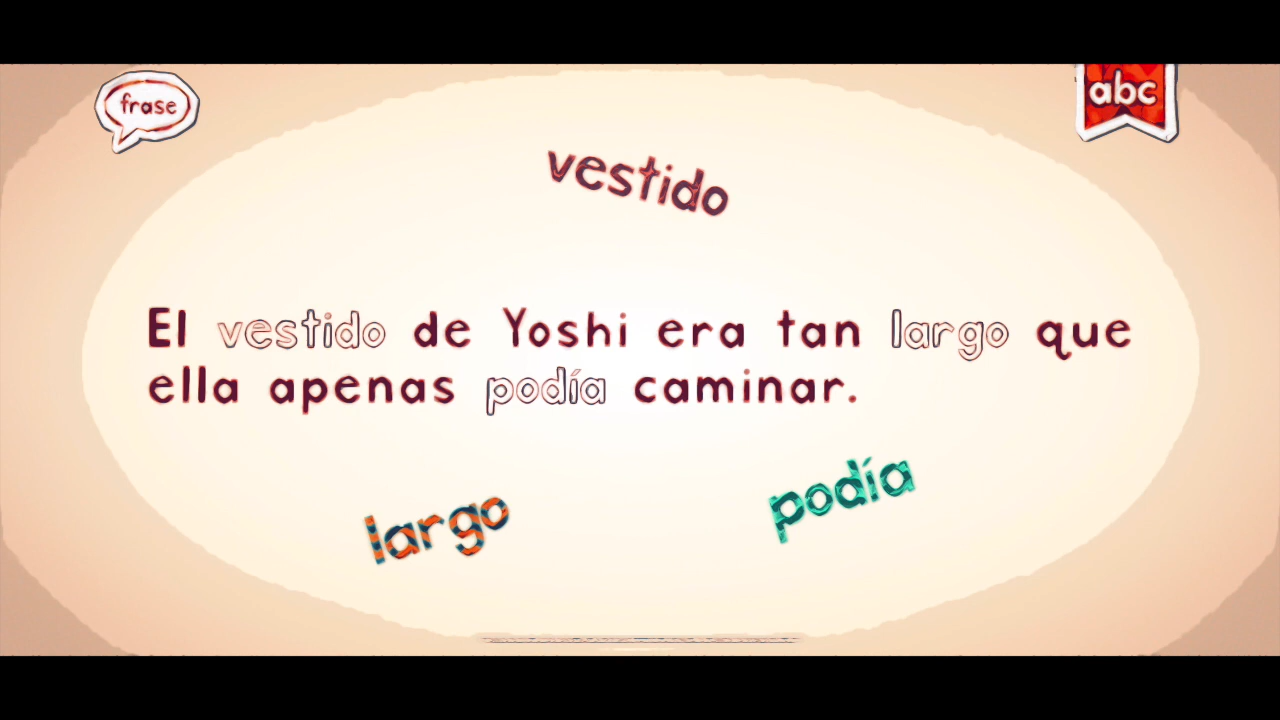 frase
abc
vestido
El vestido de Yoshi era tan largo que
ella apenas podía caminar.
largo
podía